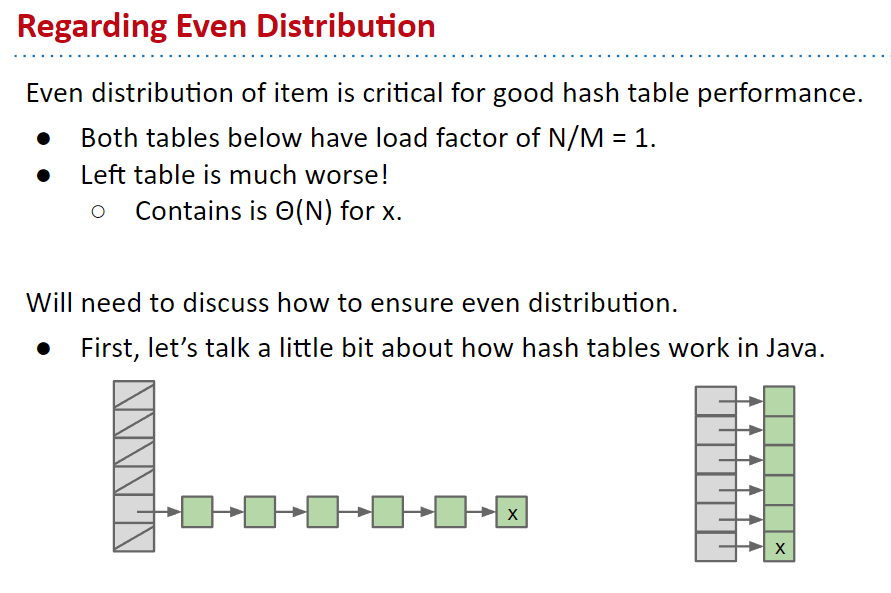 Regarding Even Distribution
Even distribution of item is critical for good hash table performance.
● Both tables below have load factor of N/M = 1.
● Left table is much worse!
○ Contains is Θ(N) for x.
Will need to discuss how to ensure even distribution.
● First, let’s talk a little bit about how hash tables work in Java.
x
x